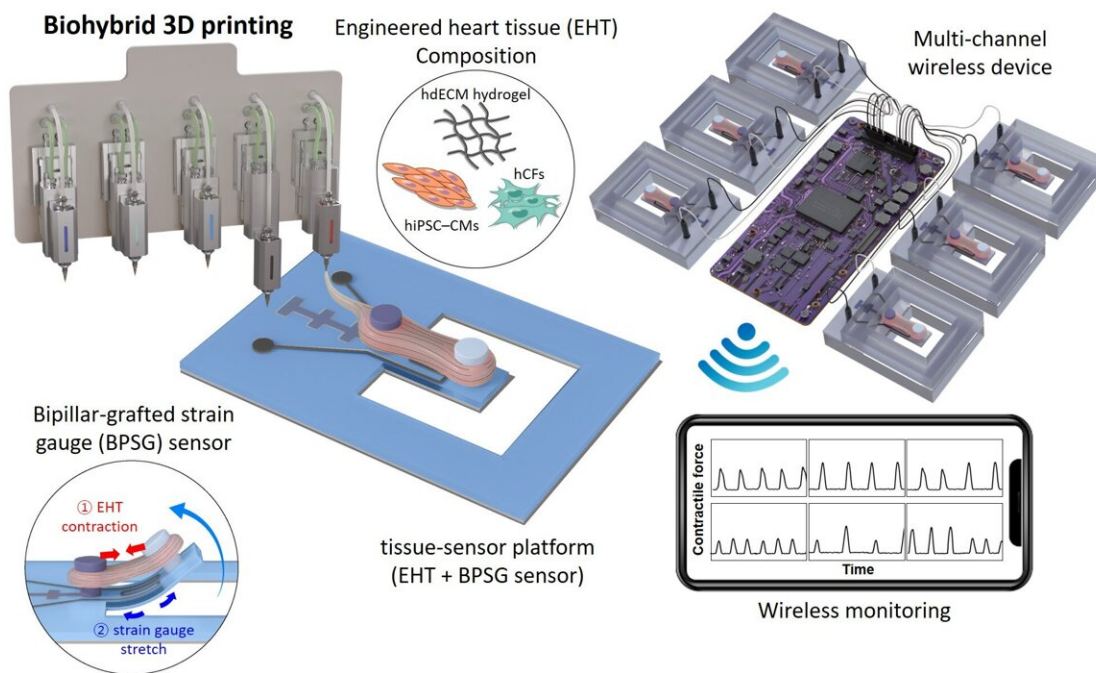 Biohybrid 3D printing
Engineered heart tissue (EHT)
Composition
hdECM hydrogel
hCFs
hiPSC–CMs
Multi-channel
wireless device
Bipillar-grafted strain
gauge (BPSG) sensor
① EHT
contraction
② strain gauge
stretch
tissue-sensor platform
(EHT + BPSG sensor)
Contractile force
Time
Wireless monitoring